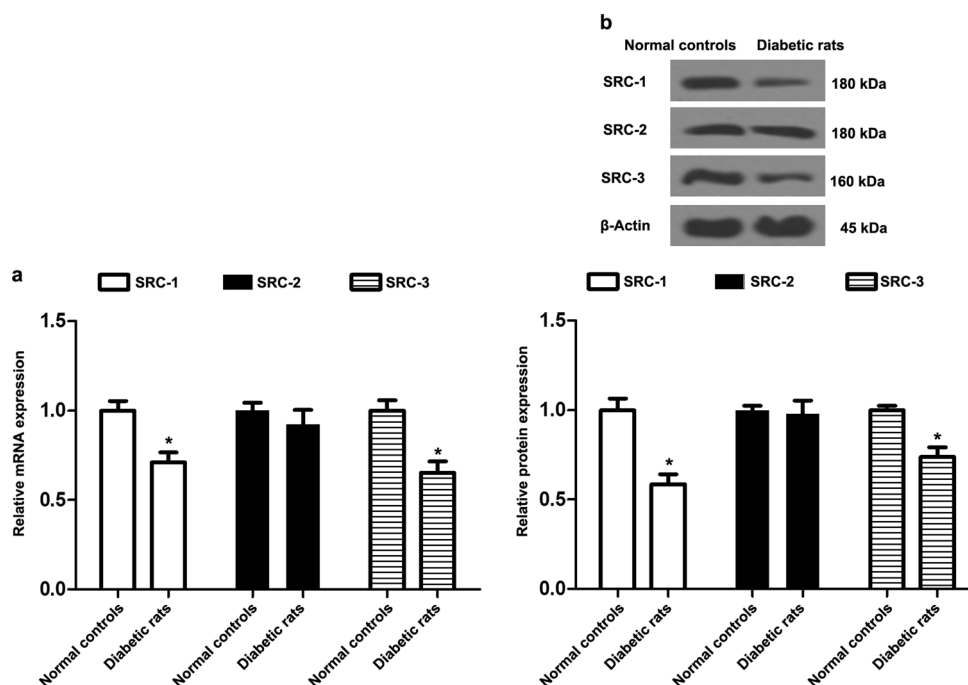 b
Normal controls Diabetic rats
SRC-1 180 kDa
SRC-2 180 kDa
SRC-3 160 kDa
β-Actin 45 kDa
a
SRC-1 SRC-2 SRC-3
Relative mRNA expression
1.5
1.0
0.5
0.0
*
*
Normal controls
Diabetic rats
Normal controls
Diabetic rats
Normal controls
Diabetic rats
SRC-1 SRC-2 SRC-3
Relative protein expression
1.5
1.0
0.5
0.0
*
*
Normal controls
Diabetic rats
Normal controls
Diabetic rats
Normal controls
Diabetic rats